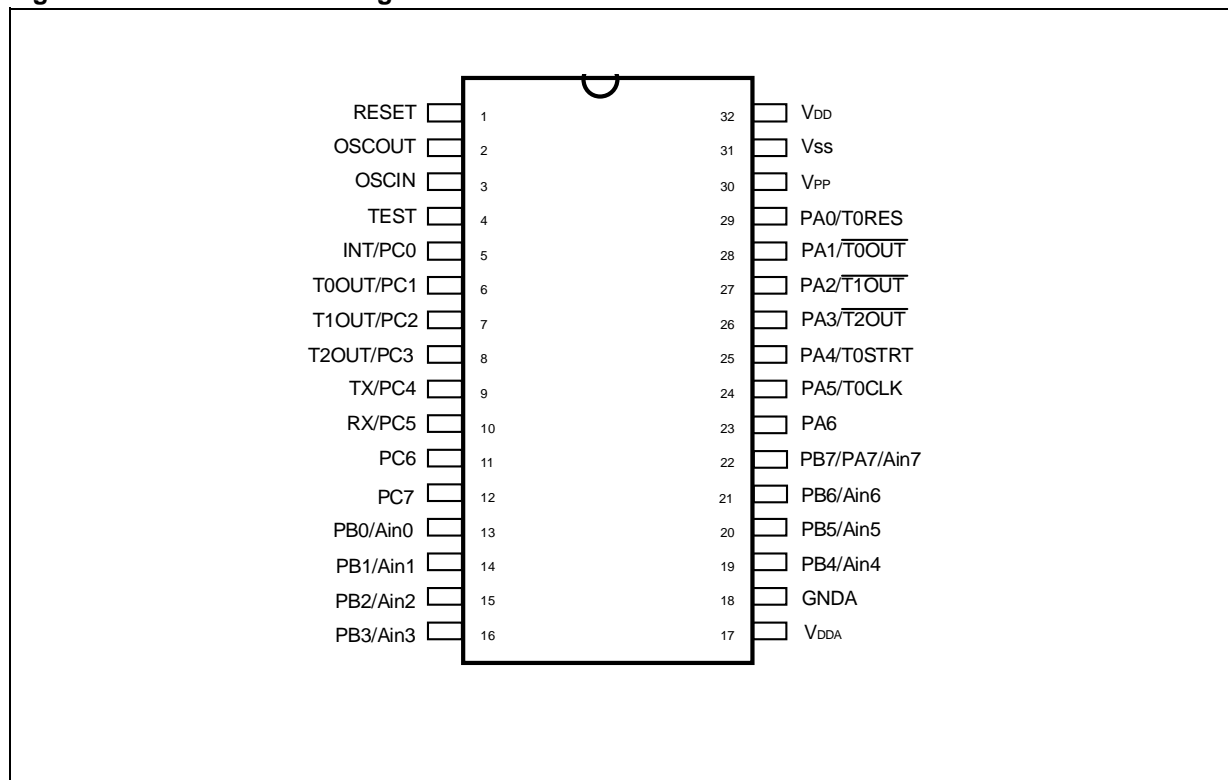 RESET 1 32 VDD
OSCOUT 2 31 Vss
OSCIN 3 30 VPP
TEST 4 29 PA0/T0RES
INT/PC0 5 28 PA1/T0OUT
T0OUT/PC1 6 27 PA2/T1OUT
T1OUT/PC2 7 26 PA3/T2OUT
T2OUT/PC3 8 25 PA4/T0STRT
TX/PC4 9 24 PA5/T0CLK
RX/PC5 10 23 PA6
PC6 11 22 PB7/PA7/Ain7
PC7 12 21 PB6/Ain6
PB0/Ain0 13 20 PB5/Ain5
PB1/Ain1 14 19 PB4/Ain4
PB2/Ain2 15 18 GNDA
PB3/Ain3 16 17 VDDA